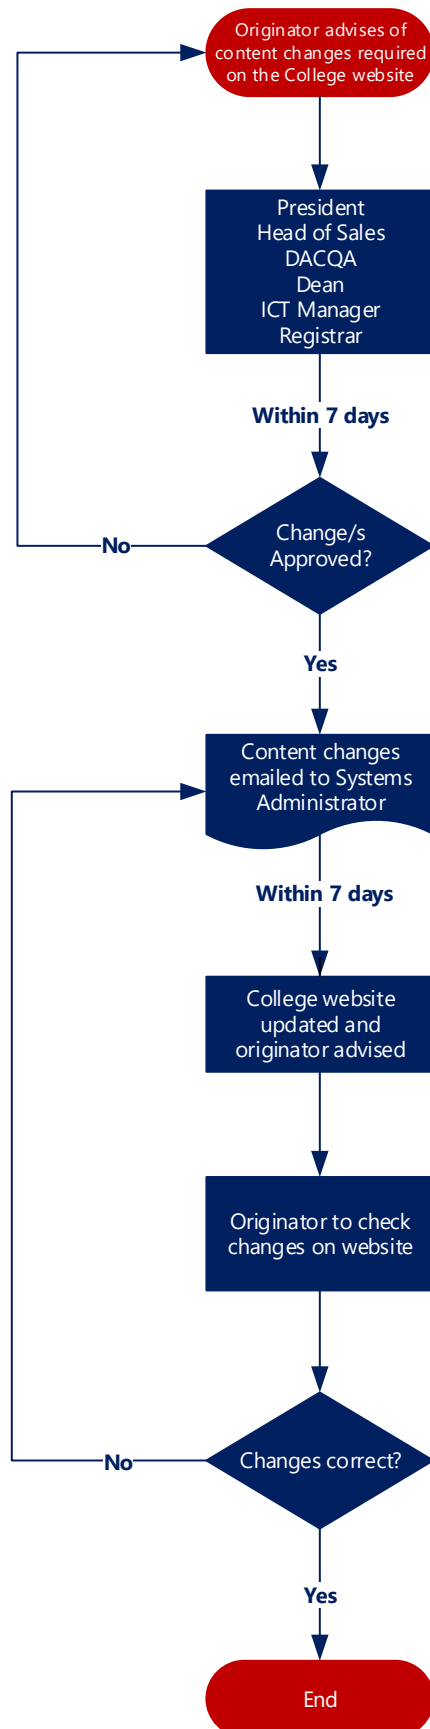 Originator advises of
content changes required
on the College website
President
Head of Sales
DACQA
Dean
ICT Manager
Registrar
Within 7 days
Change/s
Approved?
No
Yes
Content changes
emailed to Systems
Administrator
Within 7 days
College website
updated and
originator advised
Originator to check
changes on website
Changes correct?
No
Yes
End